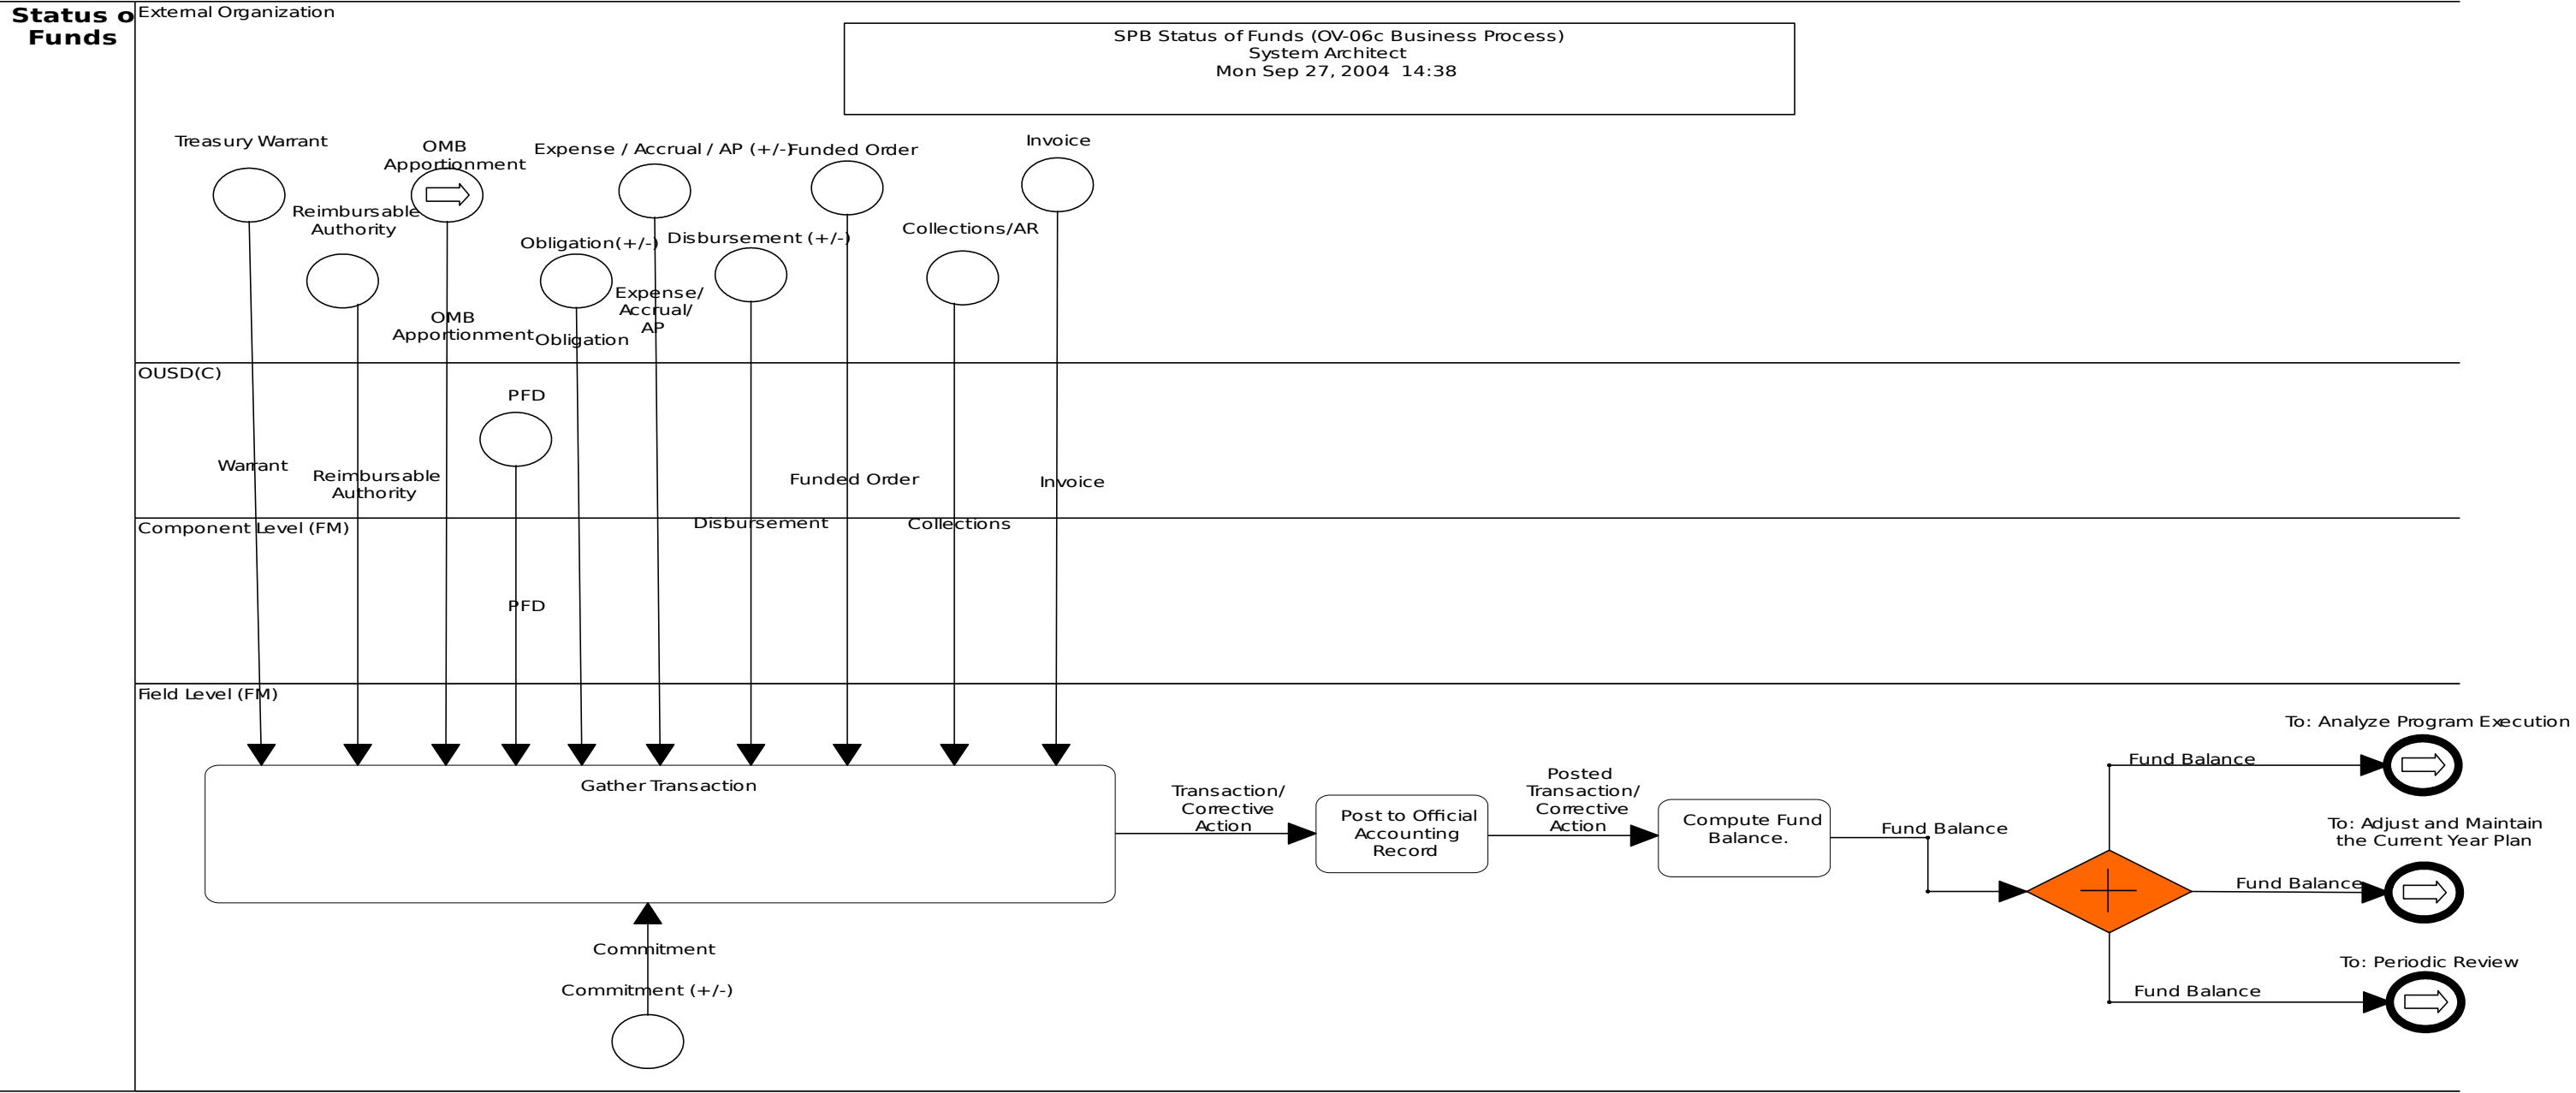 Status o
Funds
External Organization
SPB Status of Funds (OV-06c Business Process)
System Architect
Mon Sep 27, 2004  14:38
Treasury Warrant
OMB
Apportionment
Expense / Accrual / AP (+/-)
Funded Order
Invoice
Reimbursable
Authority
Obligation(+/-)
Disbursement (+/-)
Collections/AR
Expense/
Accrual/
AP
OMB
Apportionment
Obligation
OUSD(C)
PFD
Warrant
Reimbursable
Authority
Funded Order
Invoice
Disbursement
Collections
Component Level (FM)
PFD
Field Level (FM)
Gather Transaction
Transaction/
Corrective
Action
Post to Official
Accounting
Record
Posted
Transaction/
Corrective
Action
Compute Fund
Balance.
Fund Balance
To: Analyze Program Execution
Fund Balance
To: Adjust and Maintain
the Current Year Plan
Fund Balance
To: Periodic Review
Fund Balance
Commitment
Commitment (+/-)